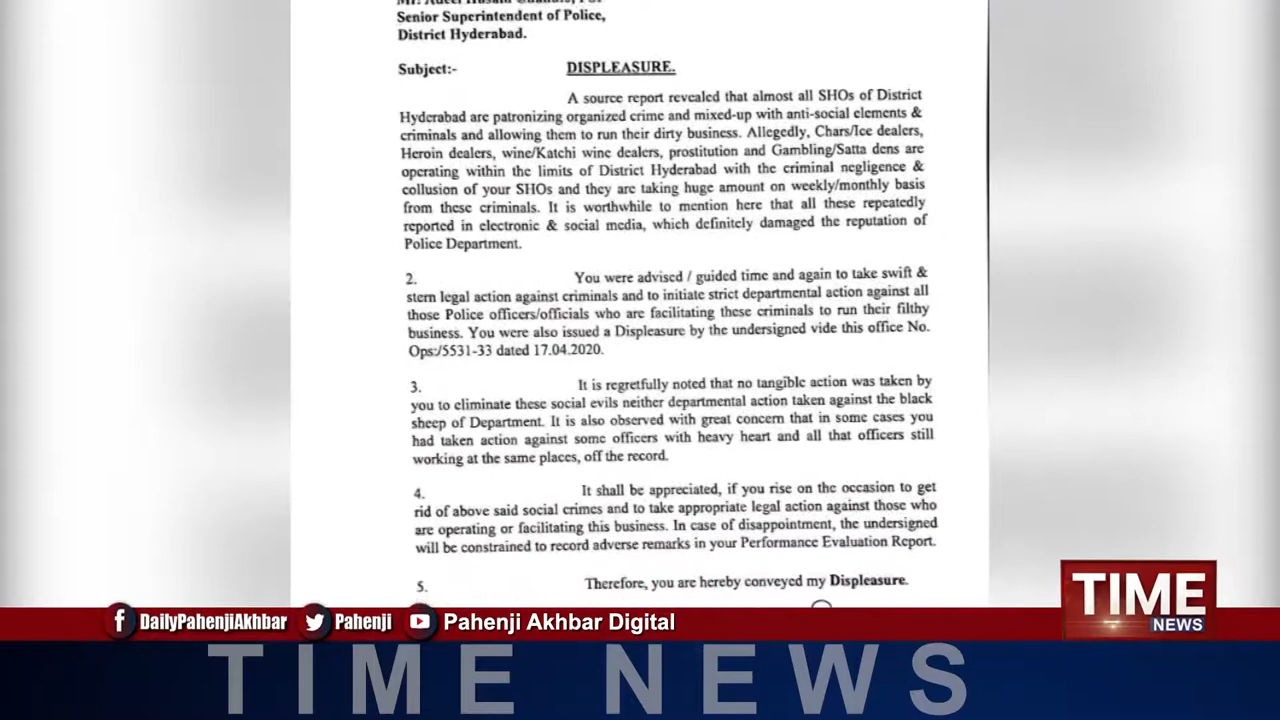 Senior Superintendent of Police,
District Hyderabad.
Subject:- DISPLEASURE.
A source report revealed that almost all SHOs of District
Hyderabad are patronizing organized crime and mixed-up with anti-social elements &
criminals and allowing them to run their dirty business. Allegedly, Chars/Ice dealers,
Heroin dealers, wine/Katchi wine dealers, prostitution and Gambling/Satta dens are
operating within the limits of District Hyderabad with the criminal negligence &
collusion of your SHOs and they are taking huge amount on weekly/monthly basis
from these criminals. It is worthwhile to mention here that all these repeatedly
reported in electronic & social media, which definitely damaged the reputation of
Police Department.
2. You were advised / guided time and again to take swift &
stern legal action against criminals and to initiate strict departmental action against all
those Police officers/officials who are facilitating these criminals to run their filthy
business. You were also issued a Displeasure by the undersigned vide this office No.
Ops:/5531-33 dated 17.04.2020.
3. It is regretfully noted that no tangible action was taken by
you to eliminate these social evils neither departmental action taken against the black
sheep of Department. It is also observed with great concern that in some cases you
had taken action against some officers with heavy heart and all that officers still
working at the same places, off the record.
4. It shall be appreciated, if you rise on the occasion to get
rid of above said social crimes and to take appropriate legal action against those who
are operating or facilitating this business. In case of disappointment, the undersigned
will be constrained to record adverse remarks in your Performance Evaluation Report.
5. Therefore, you are hereby conveyed my Displeasure.
TIME
NEWS
DailyPahenjiAkhbar Pahenji Pahenji Akhbar Digital
TIME NEWS